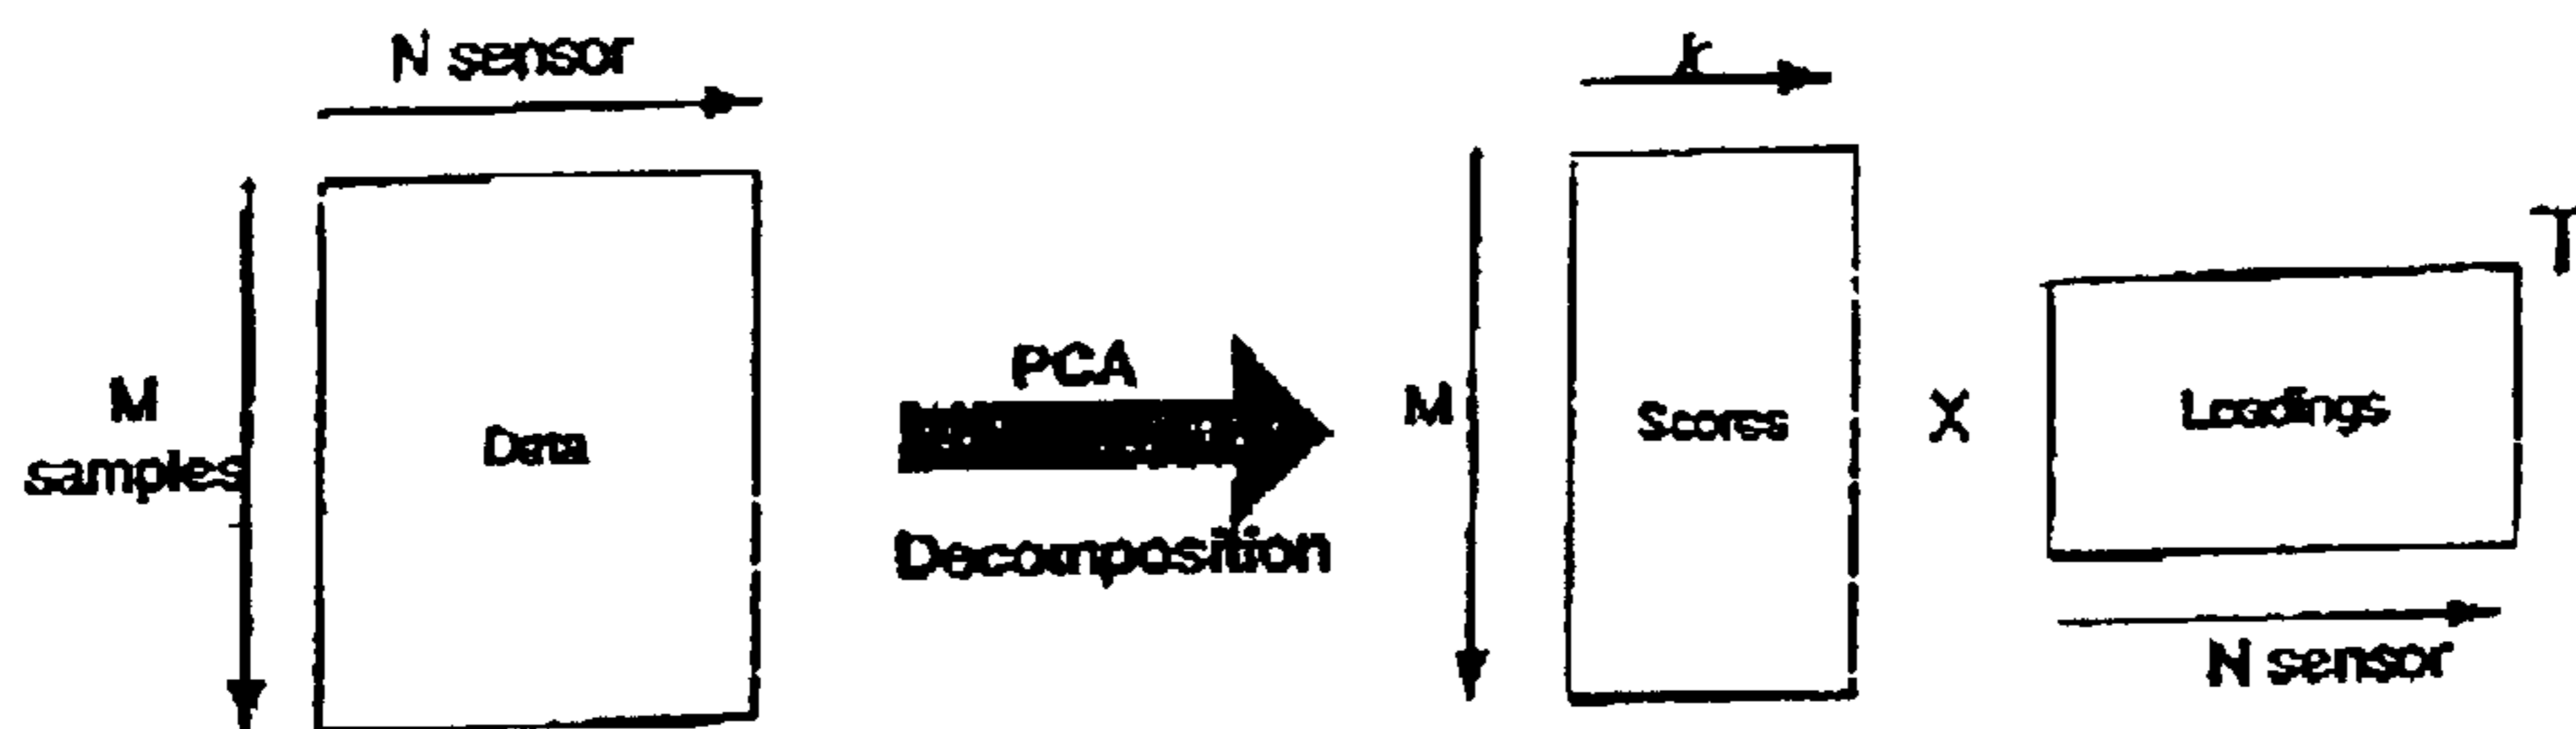 N sensor
M
samples
Data
PCA
Decomposition
M
Scores
X
Loadings
T
N sensor